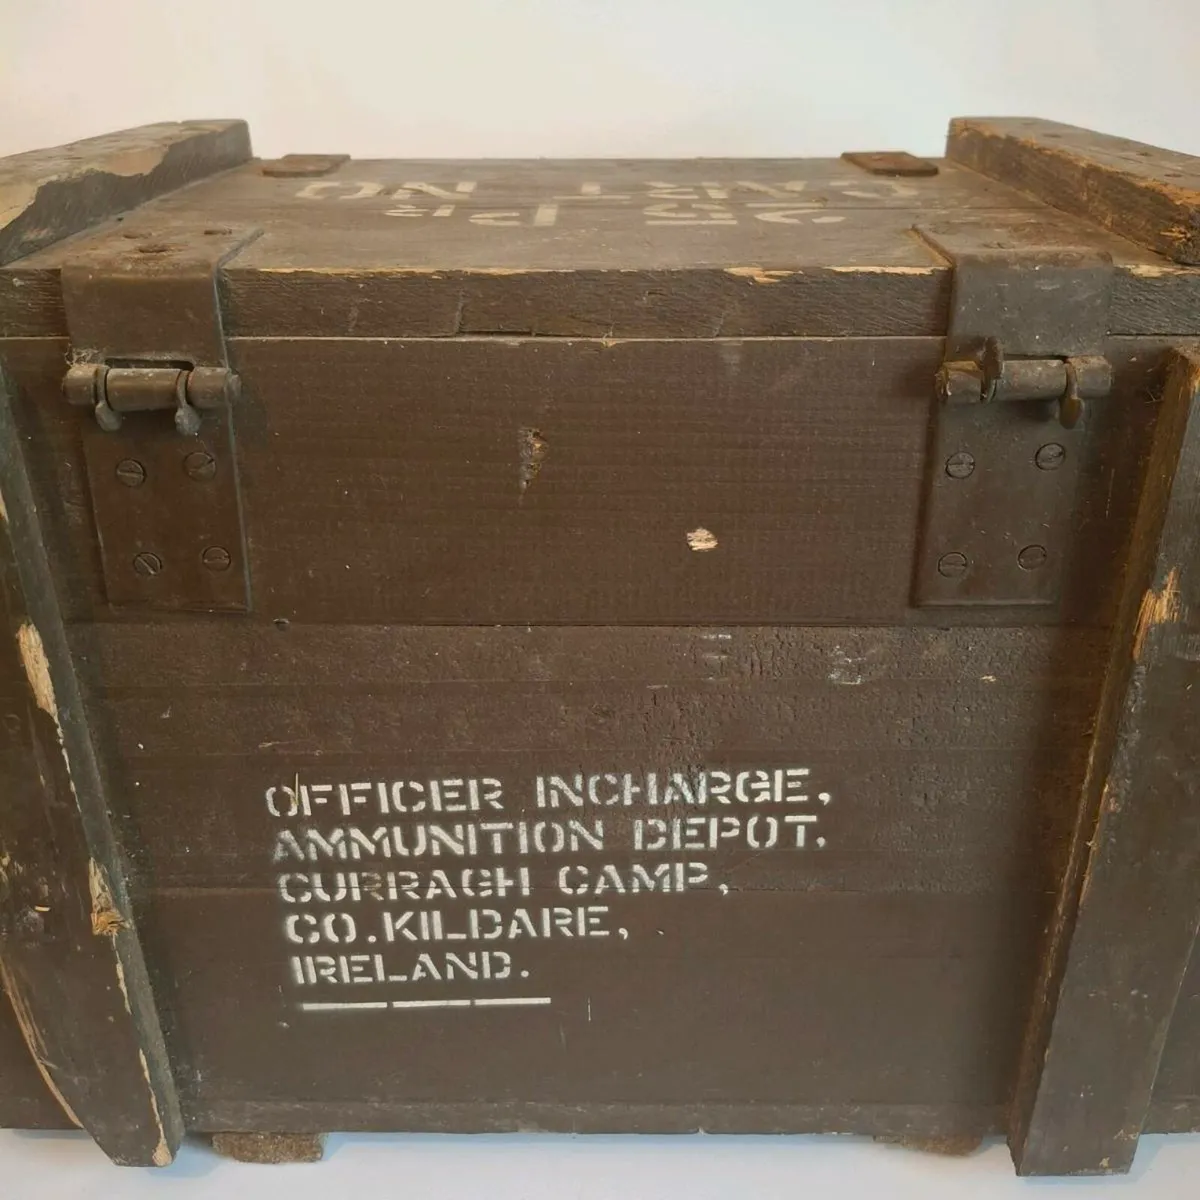 OFFICER INCHARGE,
AMMUNITION DEPOT,
CURRAGH CAMP,
CO. KILDARE,
IRELAND.